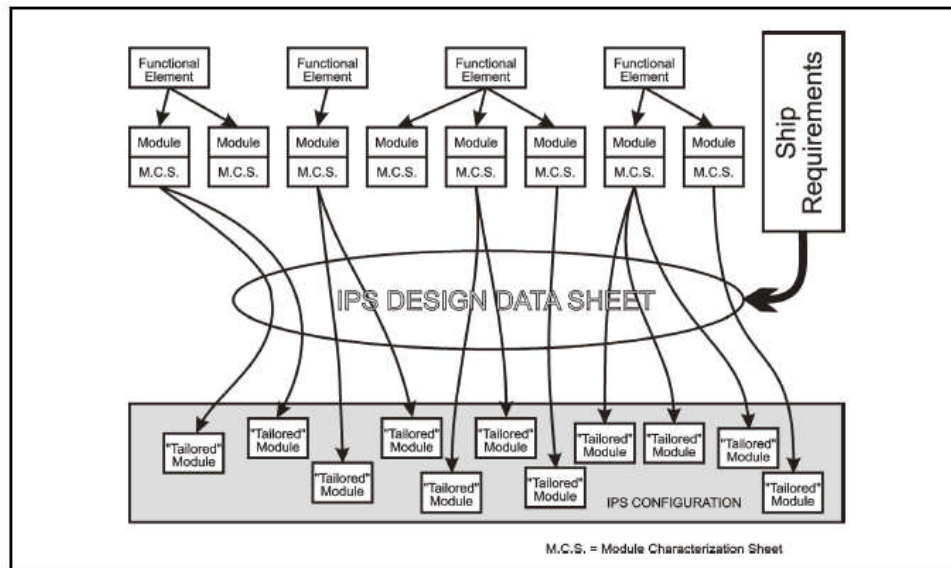 Functional
Element
Functional
Element
Functional
Element
Functional
Element
Ship
Requirements
Module
M.C.S.
Module
M.C.S.
Module
M.C.S.
Module
M.C.S.
Module
M.C.S.
Module
M.C.S.
Module
M.C.S.
Module
M.C.S.
IPS DESIGN DATA SHEET
"Tailored"
Module
"Tailored"
Module
"Tailored"
Module
"Tailored"
Module
"Tailored"
Module
"Tailored"
Module
"Tailored"
Module
"Tailored"
Module
"Tailored"
Module
"Tailored"
Module
"Tailored"
Module
IPS CONFIGURATION
M.C.S. = Module Characterization Sheet